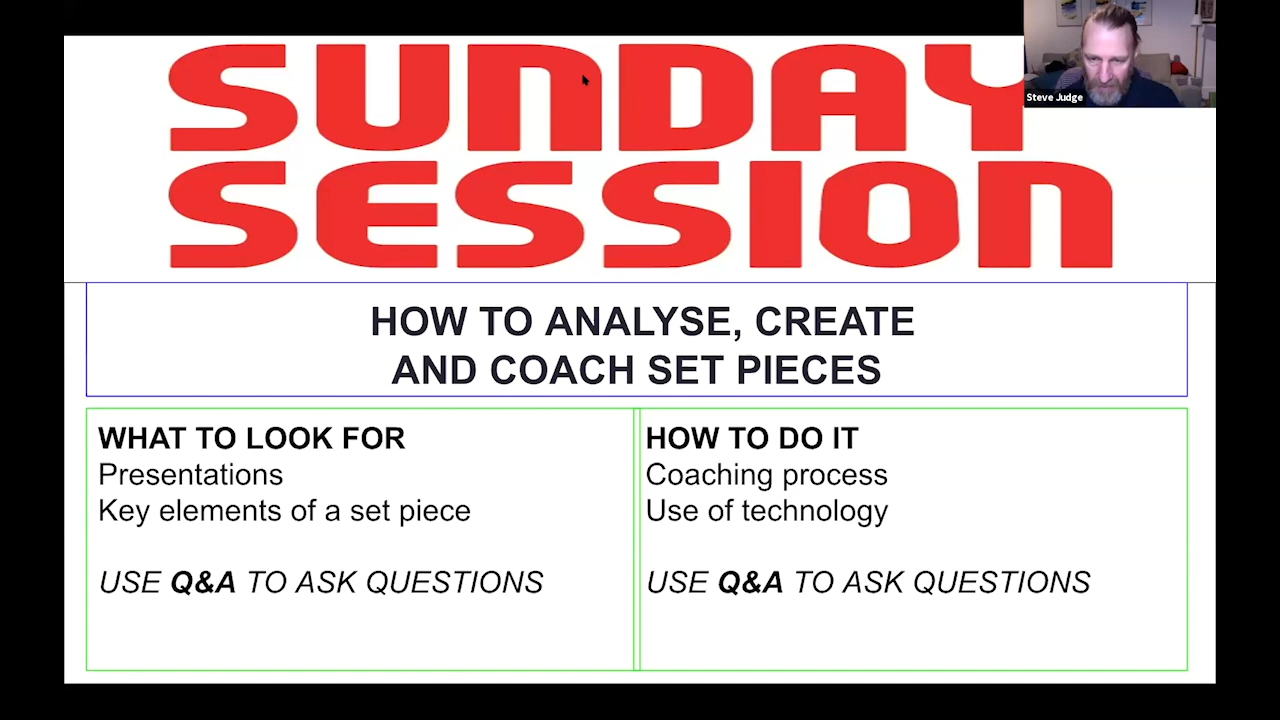 SUNDAY
SESSION
Steve Judge
HOW TO ANALYSE, CREATE
AND COACH SET PIECES
WHAT TO LOOK FOR
Presentations
Key elements of a set piece
USE Q&A TO ASK QUESTIONS
HOW TO DO IT
Coaching process
Use of technology
USE Q&A TO ASK QUESTIONS